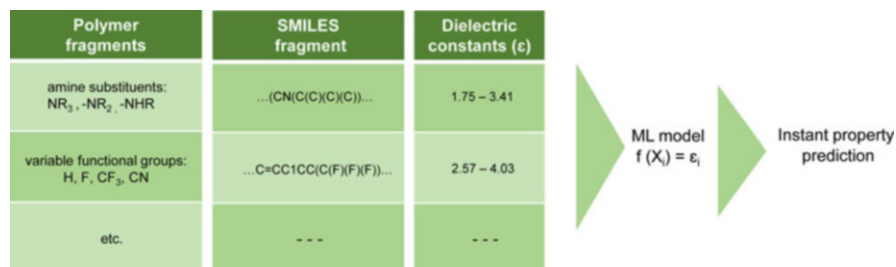 Polymer
fragments
SMILES
fragment
Dielectric
constants (ε)
amine substituents:
NR₃ , -NR₂ , -NHR
...(CN(C(C)(C)(C))...
1.75 – 3.41
variable functional groups:
H, F, CF₃, CN
...C=CC1CC(C(F)(F)(F))...
2.57 – 4.03
etc.
- - -
- - -
ML model
f (Xᵢ) = εᵢ
Instant property
prediction